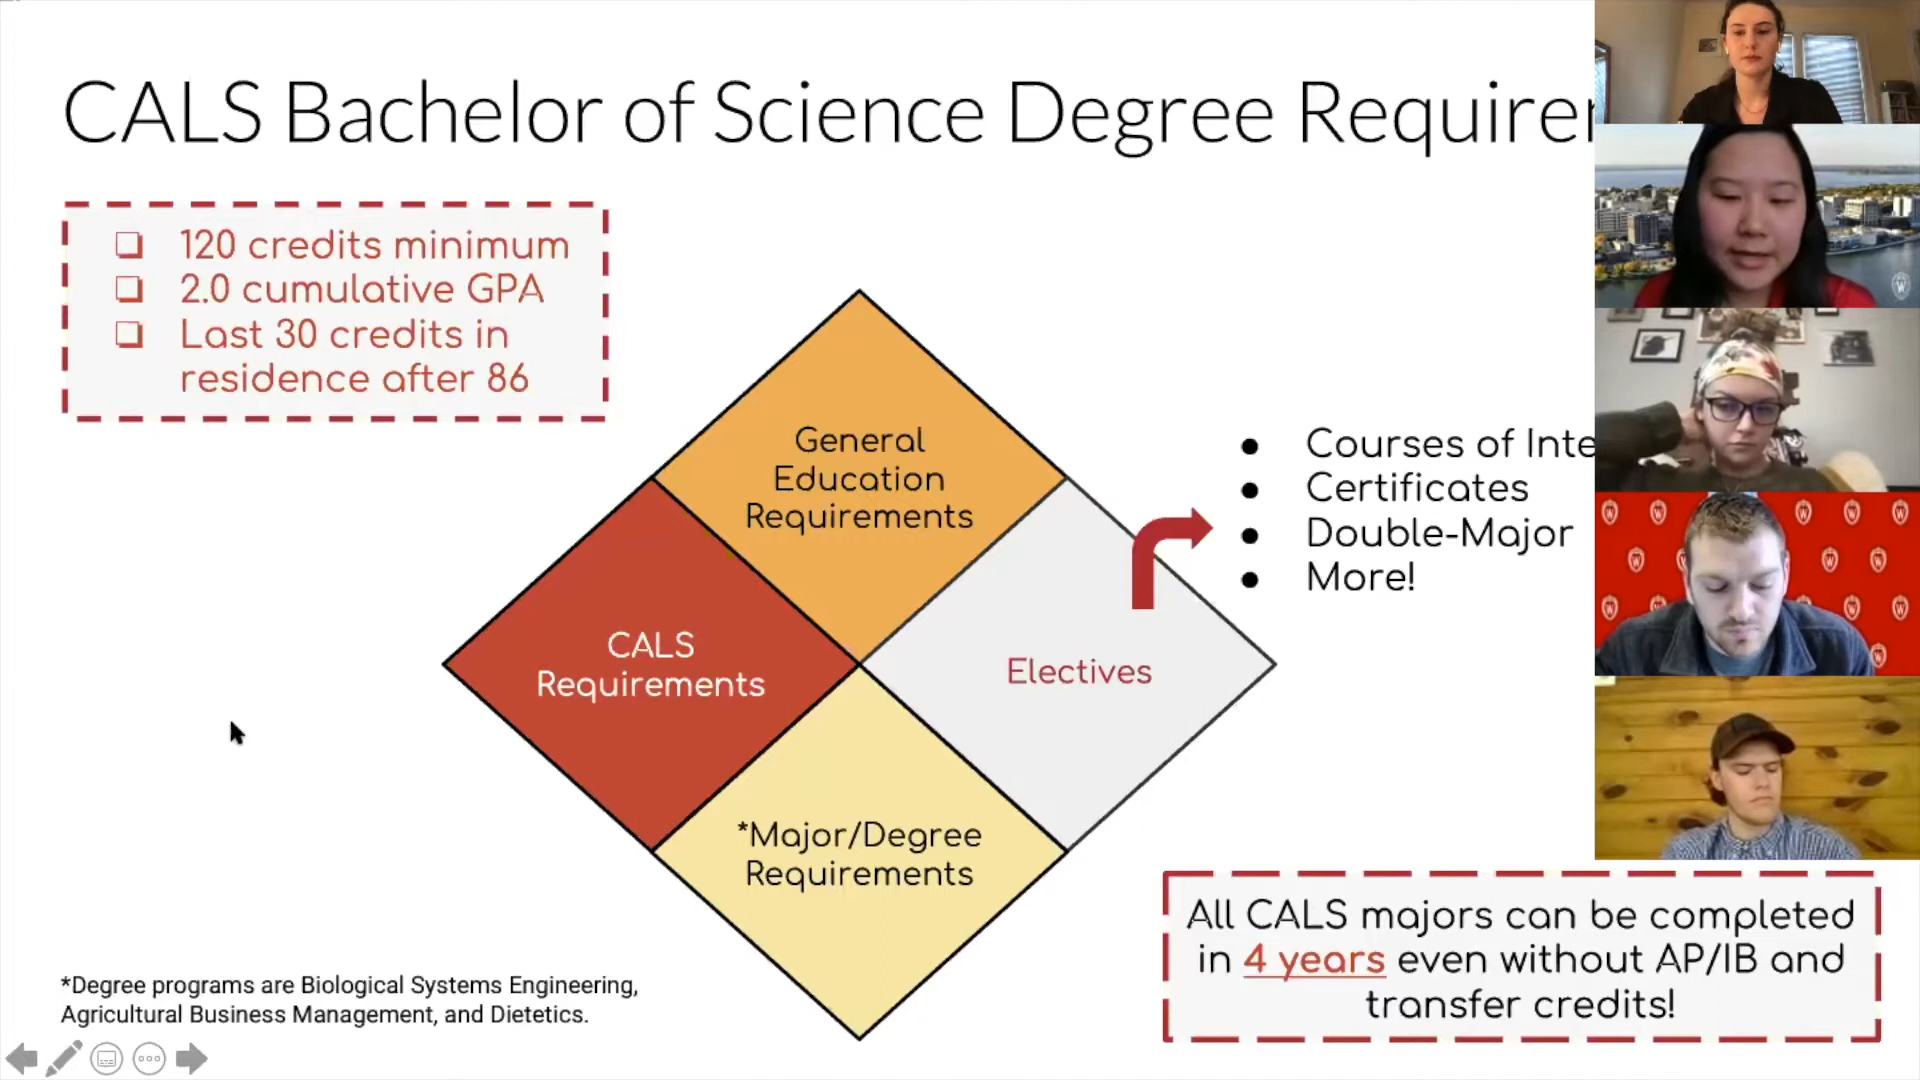 CALS Bachelor of Science Degree Require
❏ 120 credits minimum
❏ 2.0 cumulative GPA
❏ Last 30 credits in
residence after 86
General
Education
Requirements
CALS
Requirements
Electives
*Major/Degree
Requirements
● Courses of Inte
● Certificates
● Double-Major
● More!
All CALS majors can be completed
in 4 years even without AP/IB and
transfer credits!
*Degree programs are Biological Systems Engineering,
Agricultural Business Management, and Dietetics.